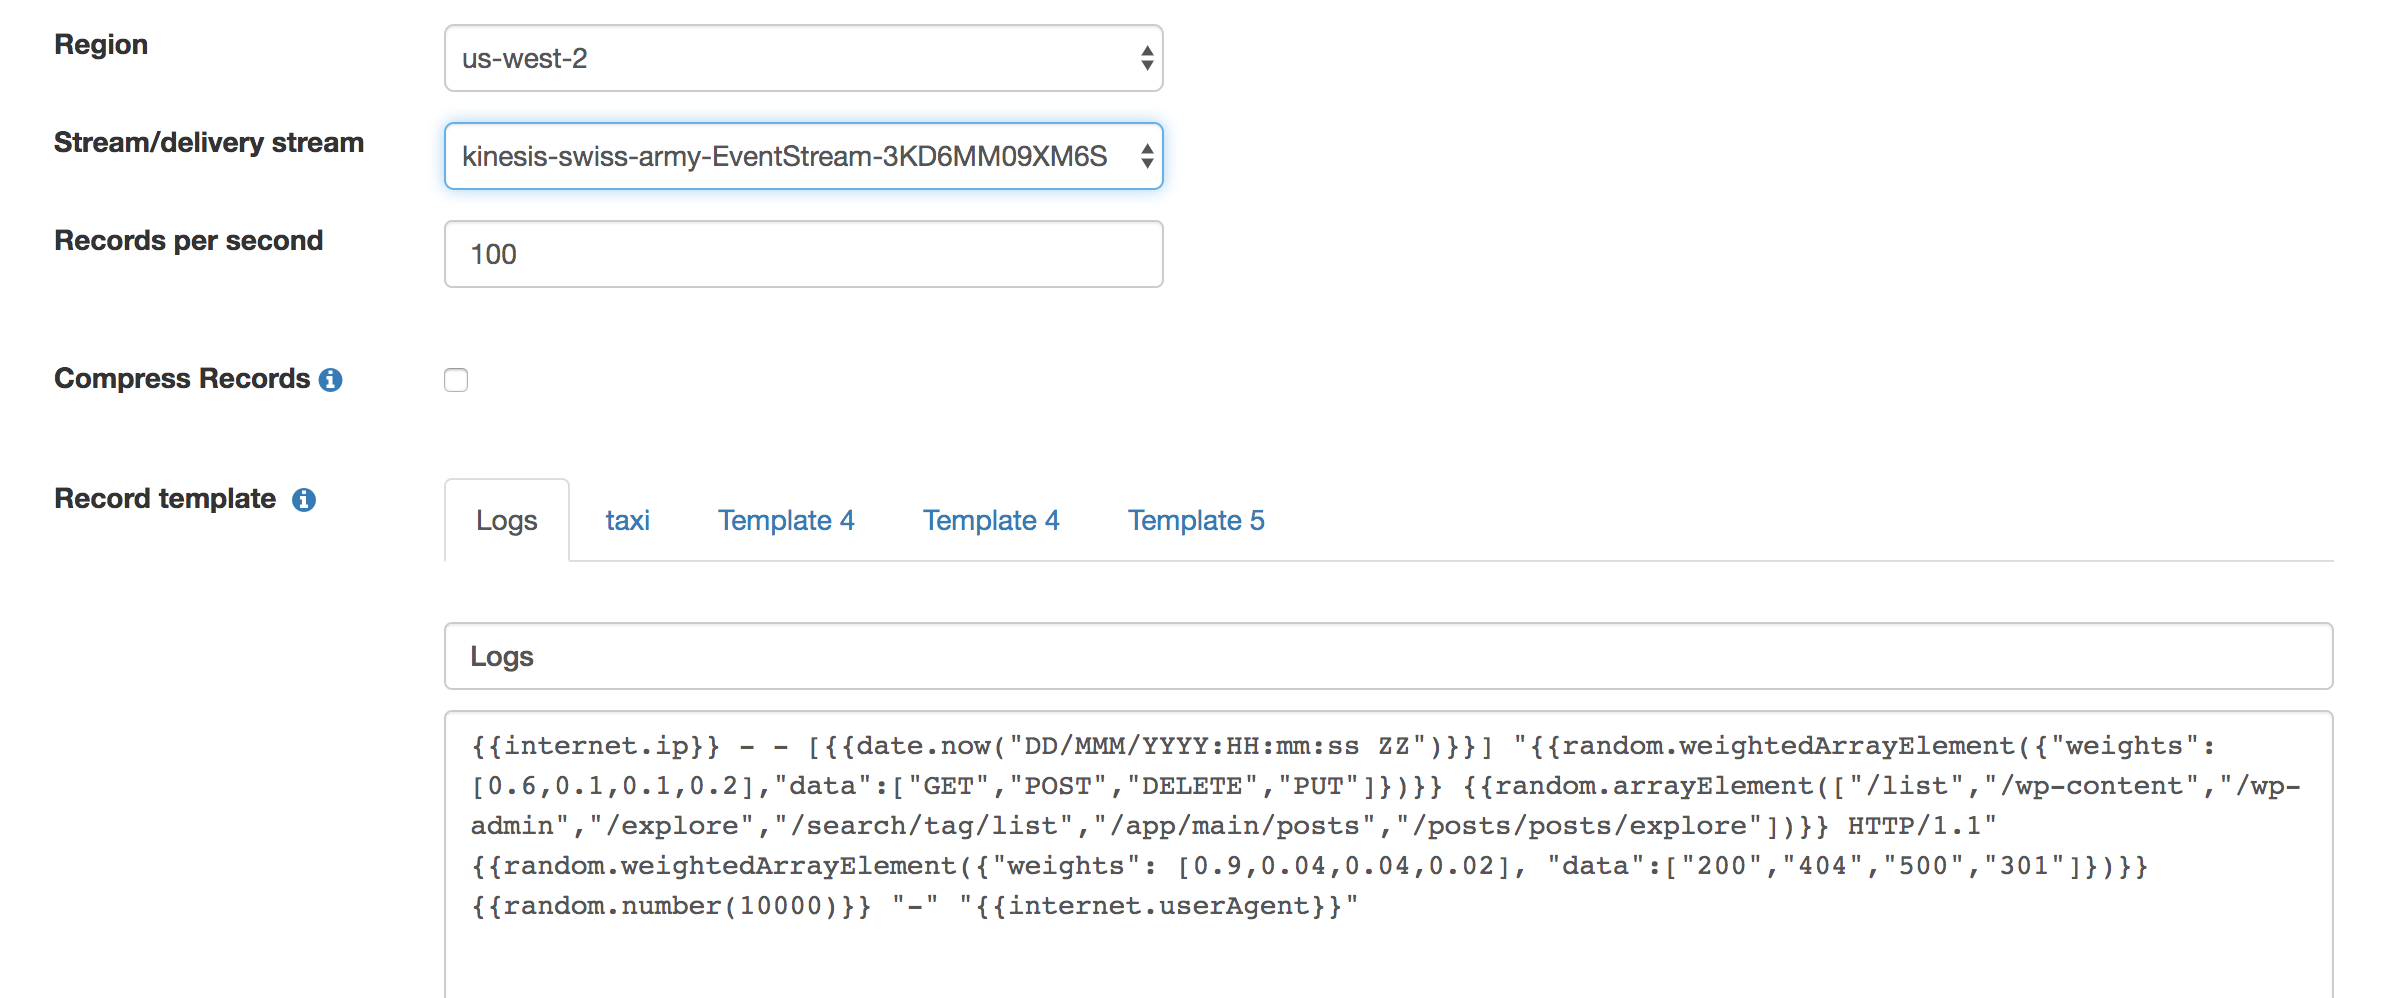 Region
us-west-2
Stream/delivery stream
kinesis-swiss-army-EventStream-3KD6MM09XM6S
Records per second
100
Compress Records
Record template
Logs
taxi
Template 4
Template 4
Template 5
Logs
{{internet.ip}} - - [{{date.now("DD/MMM/YYYY:HH:mm:ss ZZ")}}] "{{random.weightedArrayElement({"weights":
[0.6,0.1,0.1,0.2],"data":["GET","POST","DELETE","PUT"]})}} {{random.arrayElement(["/list","/wp-content","/wp-
admin","/explore","/search/tag/list","/app/main/posts","/posts/posts/explore"])}} HTTP/1.1"
{{random.weightedArrayElement({"weights": [0.9,0.04,0.04,0.02], "data":["200","404","500","301"]})}}
{{random.number(10000)}} "-" "{{internet.userAgent}}"